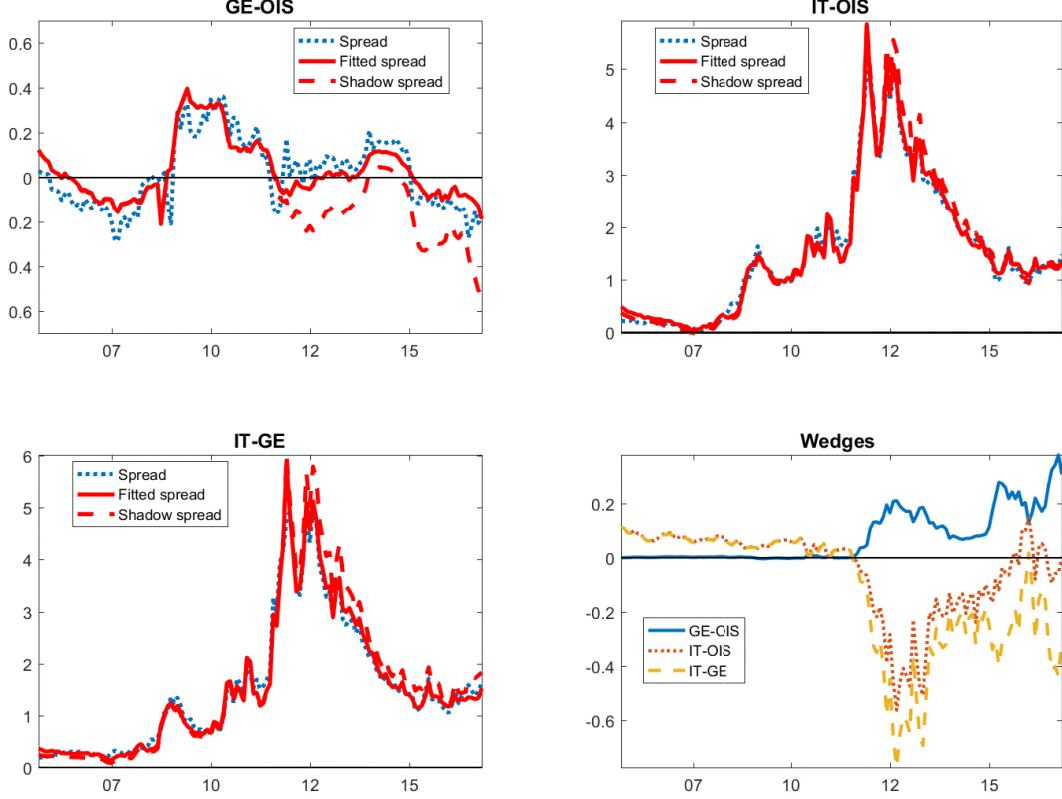 GE-OIS
0.6
0.4
0.2
0
0.2
0.4
0.6
07
10
12
15
Spread
Fitted spread
Shadow spread
IT-OIS
5
4
3
2
1
0
07
10
12
15
Spread
Fitted spread
Shadow spread
IT-GE
6
5
4
3
2
1
0
07
10
12
15
Spread
Fitted spread
Shadow spread
Wedges
0.2
0
-0.2
-0.4
-0.6
07
10
12
15
GE-OIS
IT-OIS
IT-GE